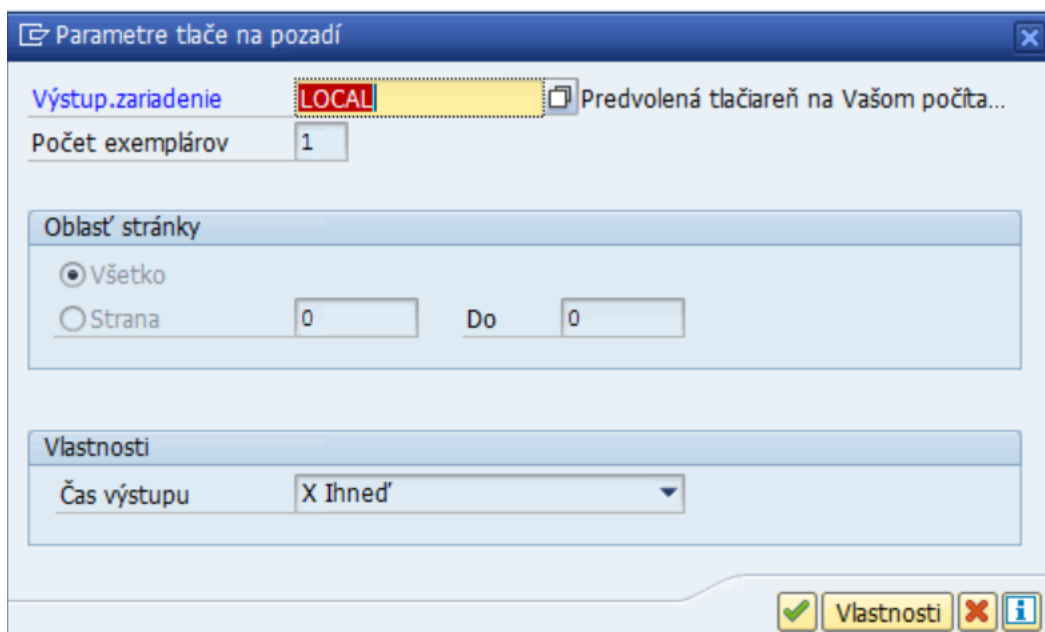 Parametre tlače na pozadí
Výstup.zariadenie LOCAL Predvolená tlačiareň na Vašom počíta...
Počet exemplárov 1
Oblasť stránky
Všetko
Strana 0 Do 0
Vlastnosti
Čas výstupu X Ihneď
Vlastnosti